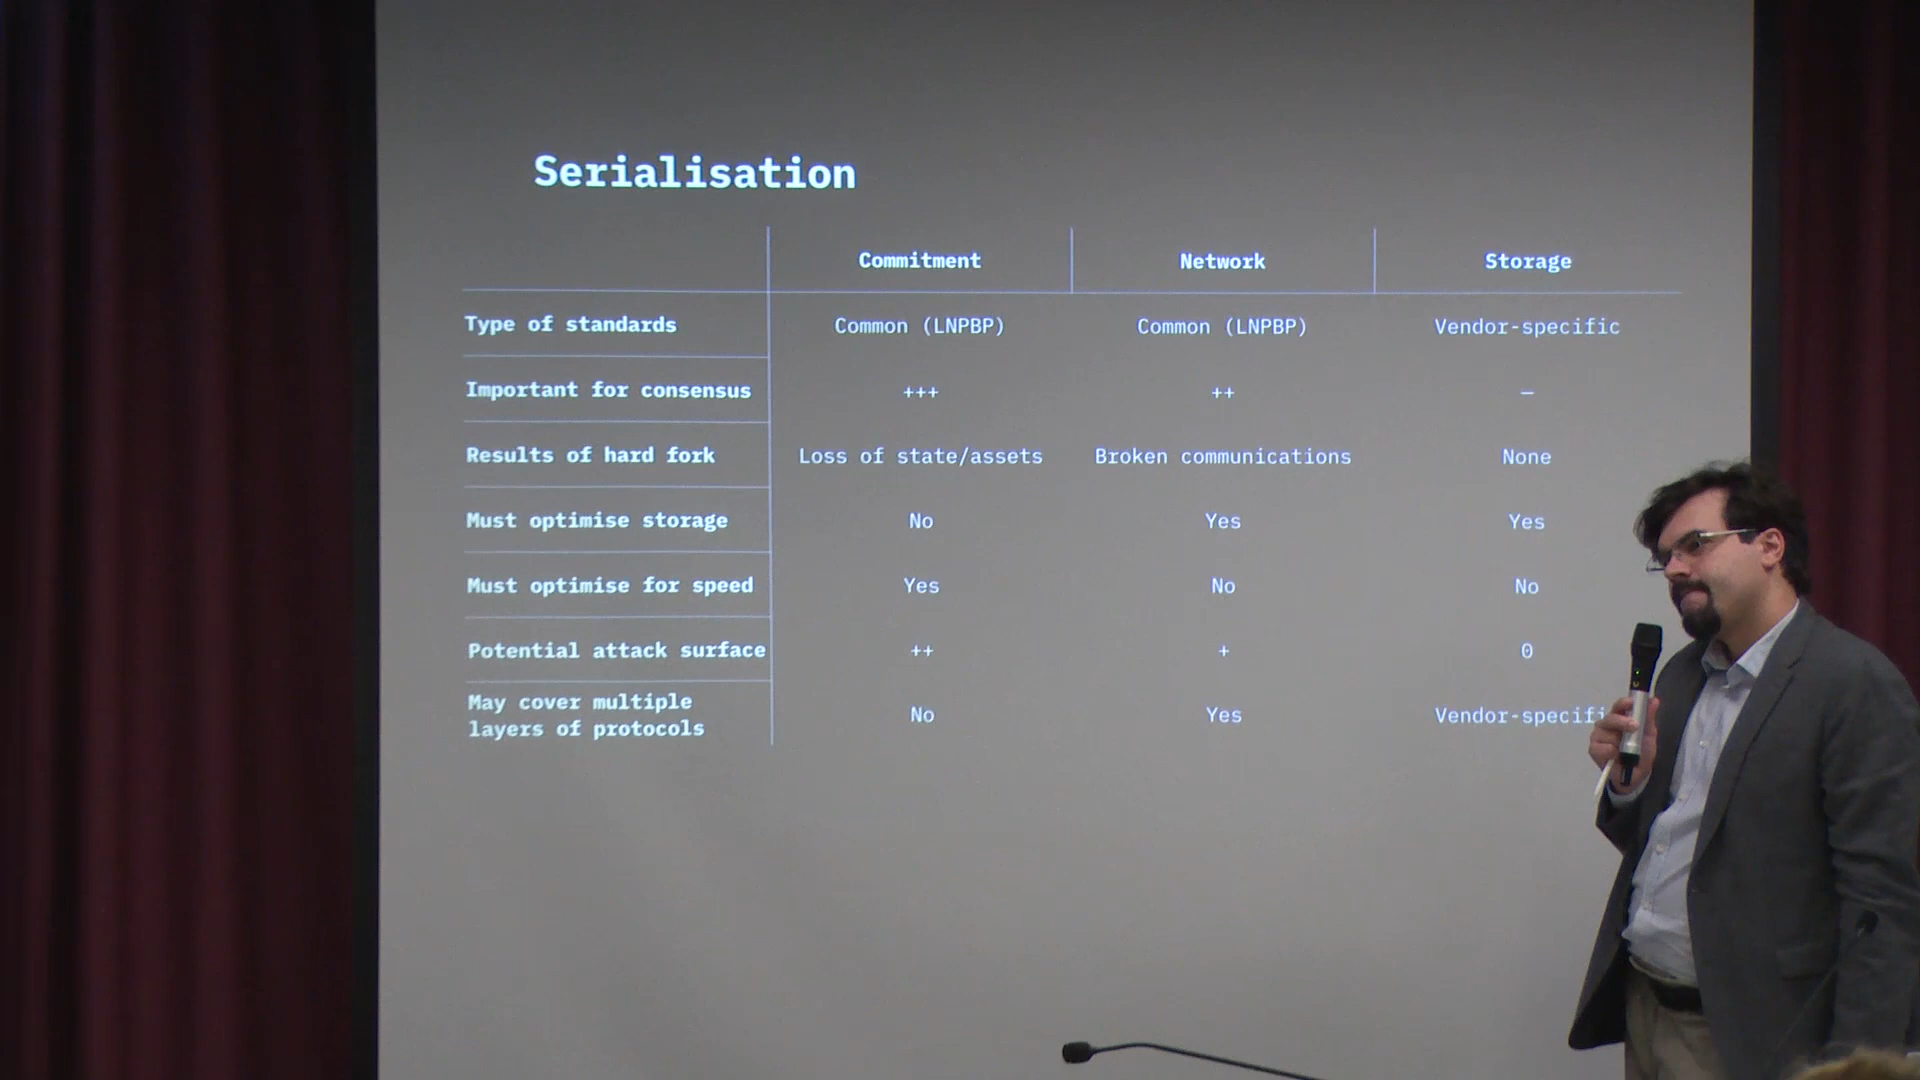 Serialisation
Commitment Network Storage
Type of standards Common (LNPBP) Common (LNPBP) Vendor-specific
Important for consensus +++ ++ –
Results of hard fork Loss of state/assets Broken communications None
Must optimise storage No Yes Yes
Must optimise for speed Yes No No
Potential attack surface ++ + 0
May cover multiple
layers of protocols No Yes Vendor-specifi